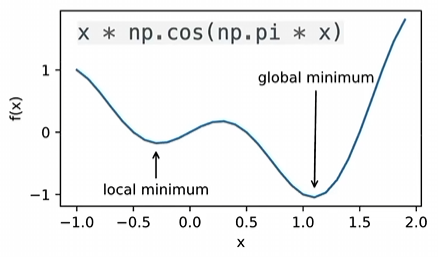 x * np.cos(np.pi * x)
global minimum
local minimum
f(x)
1
0
−1
−1.0 −0.5 0.0 0.5 1.0 1.5 2.0
x